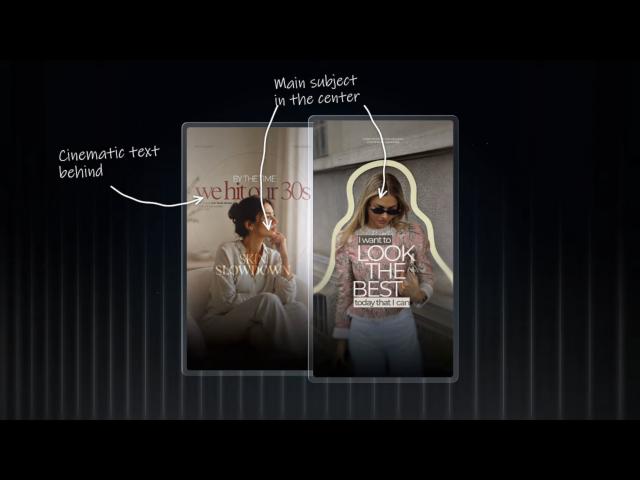 Main subject
in the center
Cinematic text
behind
BY THE TIME
we hit our 30s
SKIN
SLOWDOWN
I want to
LOOK
THE
BEST
today that I can